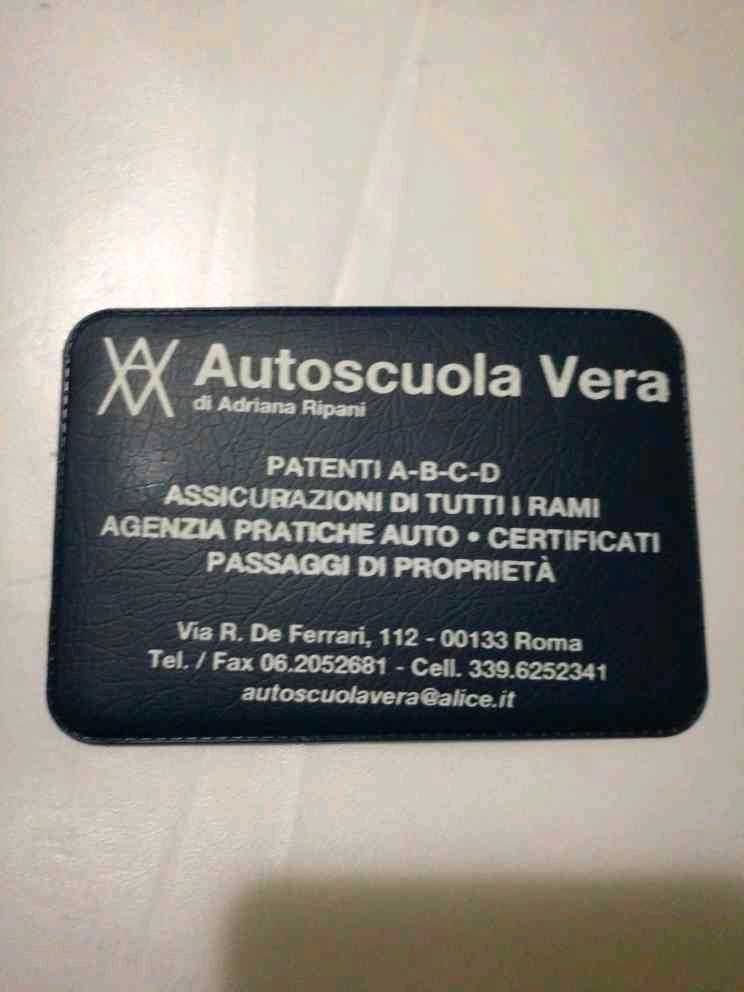 Autoscuola Vera
di Adriana Ripani
PATENTI A-B-C-D
ASSICURAZIONI DI TUTTI I RAMI
AGENZIA PRATICHE AUTO • CERTIFICATI
PASSAGGI DI PROPRIETÀ
Via R. De Ferrari, 112 - 00133 Roma
Tel. / Fax 06.2052681 - Cell. 339.6252341
autoscuolavera@alice.it